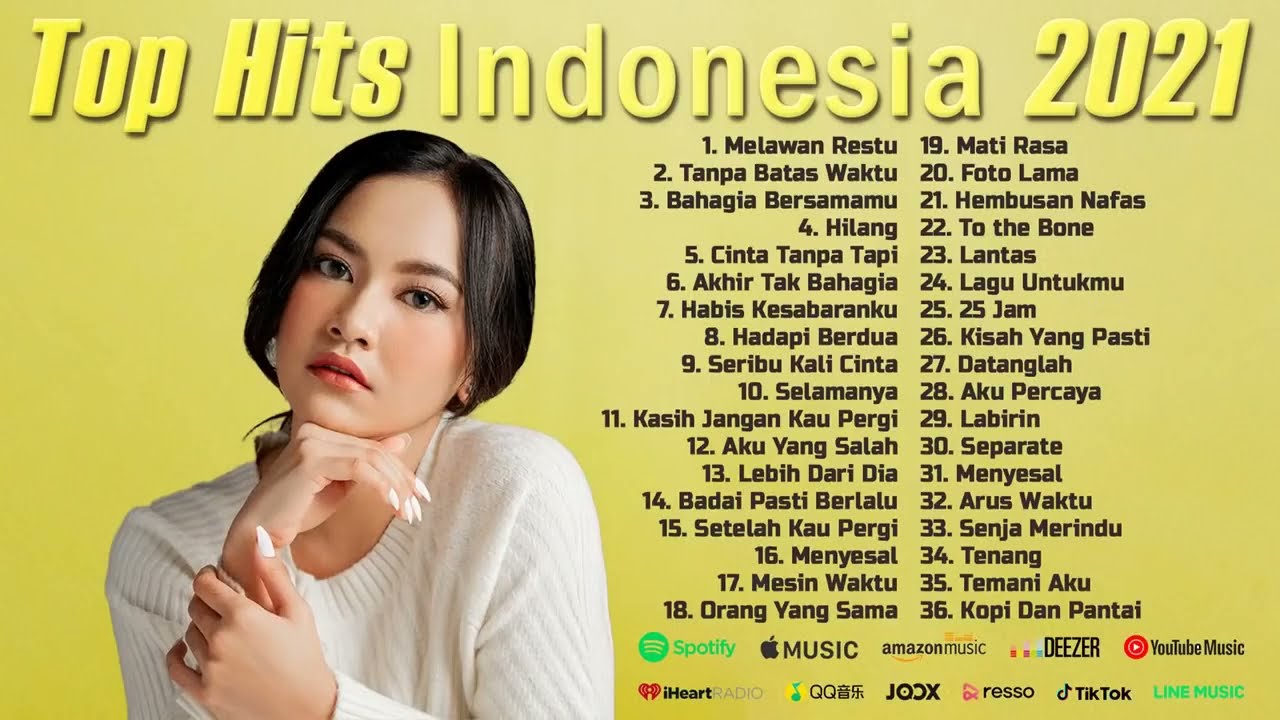 Top Hits Indonesia 2021
1. Melawan Restu
2. Tanpa Batas Waktu
3. Bahagia Bersamamu
4. Hilang
5. Cinta Tanpa Tapi
6. Akhir Tak Bahagia
7. Habis Kesabaranku
8. Hadapi Berdua
9. Seribu Kali Cinta
10. Selamanya
11. Kasih Jangan Kau Pergi
12. Aku Yang Salah
13. Lebih Dari Dia
14. Badai Pasti Berlalu
15. Setelah Kau Pergi
16. Menyesal
17. Mesin Waktu
18. Orang Yang Sama
19. Mati Rasa
20. Foto Lama
21. Hembusan Nafas
22. To the Bone
23. Lantas
24. Lagu Untukmu
25. 25 Jam
26. Kisah Yang Pasti
27. Datanglah
28. Aku Percaya
29. Labirin
30. Separate
31. Menyesal
32. Arus Waktu
33. Senja Merindu
34. Tenang
35. Temani Aku
36. Kopi Dan Pantai
Spotify MUSIC amazon music DEEZER YouTube Music
iHeartRADIO QQ音乐 JOOX resso TikTok LINE MUSIC